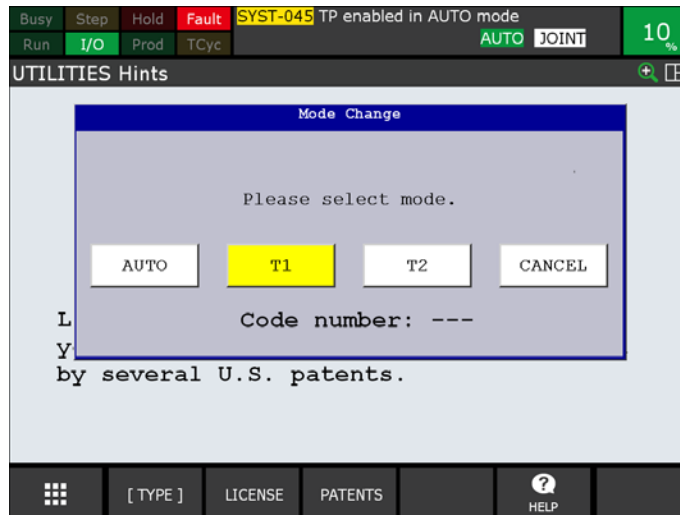 Busy Step Hold Fault SYST-045 TP enabled in AUTO mode
Run I/O Prod TCyc AUTO JOINT 10%
UTILITIES Hints
Mode Change
Please select mode.
AUTO T1 T2 CANCEL
L Code number: ---
Y
by several U.S. patents.
[ TYPE ] LICENSE PATENTS HELP